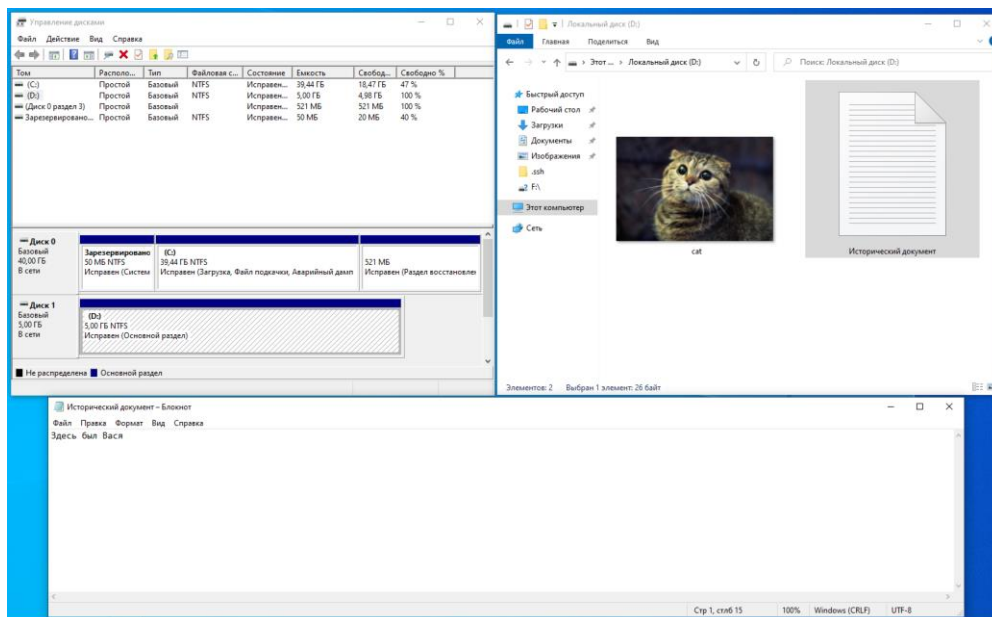 Управление дисками
Файл Действие Вид Справка
Том Располо... Тип Файловая с... Состояние Емкость Свобод... Свободно %
(C:) Простой Базовый NTFS Исправен... 39,44 ГБ 18,47 ГБ 47 %
(D:) Простой Базовый NTFS Исправен... 5,00 ГБ 4,98 ГБ 100 %
(Диск 0 раздел 3) Простой Базовый Исправен... 521 МБ 521 МБ 100 %
Зарезервировано... Простой Базовый NTFS Исправен... 50 МБ 20 МБ 40 %
Диск 0
Базовый
40,00 ГБ
В сети
Зарезервировано
50 МБ NTFS
Исправен (Систем
(C:)
39,44 ГБ NTFS
Исправен (Загрузка, Файл подкачки, Аварийный дамп
521 МБ
Исправен (Раздел восстановлен
Диск 1
Базовый
5,00 ГБ
В сети
(D:)
5,00 ГБ NTFS
Исправен (Основной раздел)
Не распределена Основной раздел
Локальный диск (D:)
Файл Главная Поделиться Вид
Этот ... › Локальный диск (D:)
Поиск: Локальный диск (D:)
Быстрый доступ
Рабочий стол
Загрузки
Документы
Изображения
.ssh
F:\
Этот компьютер
Сеть
cat
Исторический документ
Элементов: 2 Выбран 1 элемент: 26 байт
Исторический документ – Блокнот
Файл Правка Формат Вид Справка
Здесь был Вася
Стр 1, стлб 15 100% Windows (CRLF) UTF-8